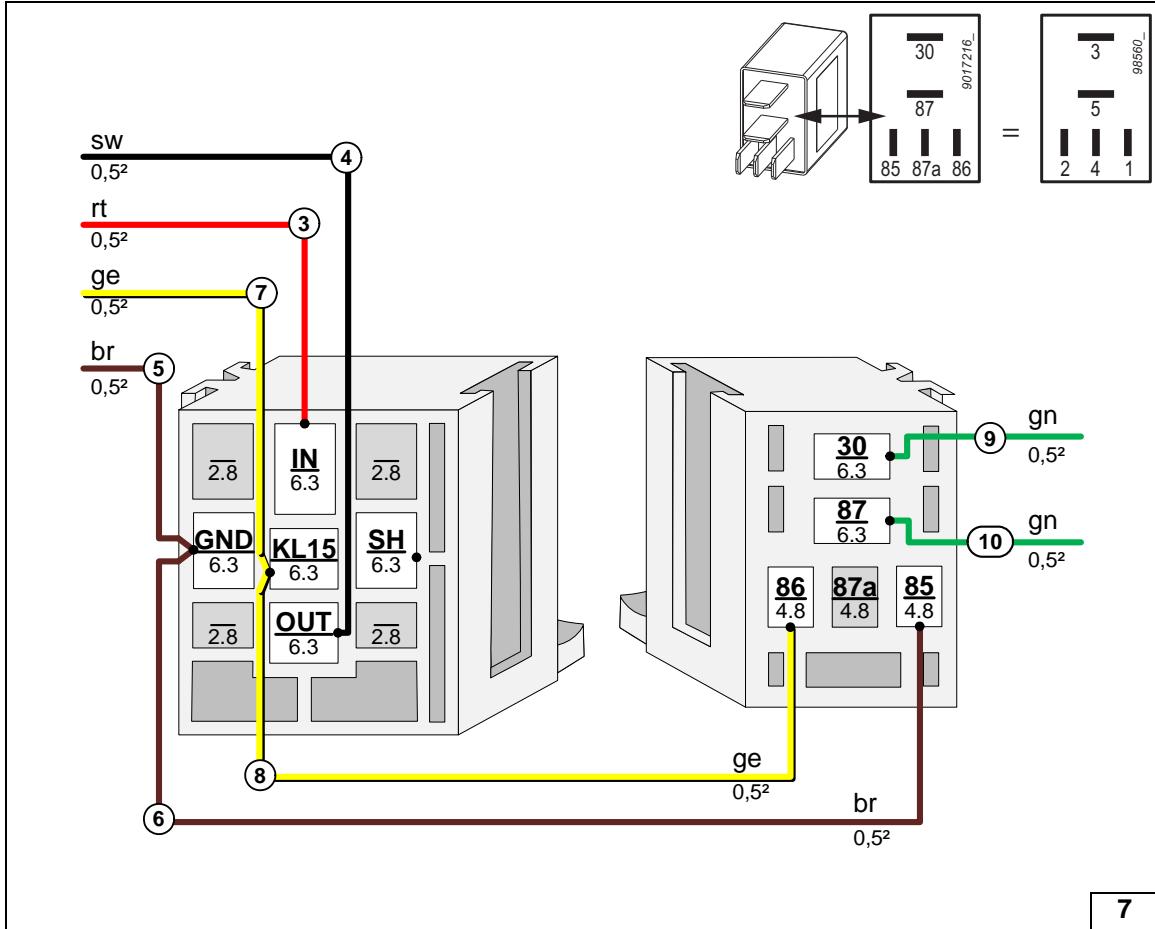 30
87
85 87a 86
9017216_
=
3
5
2 4 1
98560_
sw
0,5²
4
rt
0,5²
3
ge
0,5²
7
br
0,5²
5
2.8
IN
6.3
2.8
GND
6.3
KL15
6.3
SH
6.3
2.8
OUT
6.3
2.8
30
6.3
9
gn
0,5²
87
6.3
10
gn
0,5²
86
4.8
87a
4.8
85
4.8
8
ge
0,5²
6
br
0,5²
7